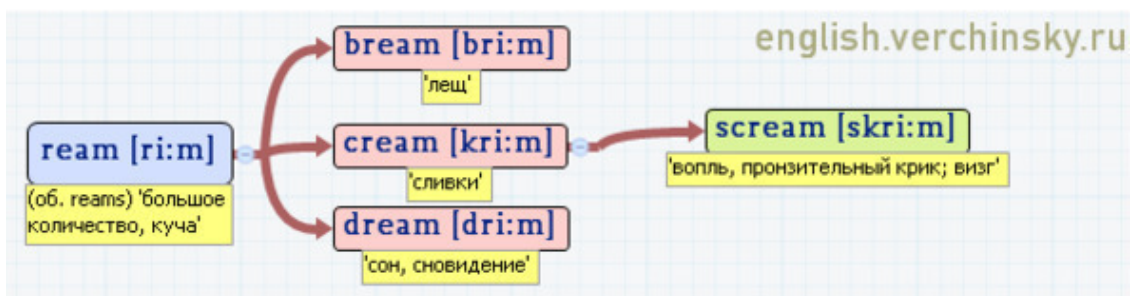 english.verchinsky.ru
bream [bri:m]
'лещ'
ream [ri:m]
(об. reams) 'большое
количество, куча'
cream [kri:m]
'сливки'
scream [skri:m]
'вопль, пронзительный крик; визг'
dream [dri:m]
'сон, сновидение'